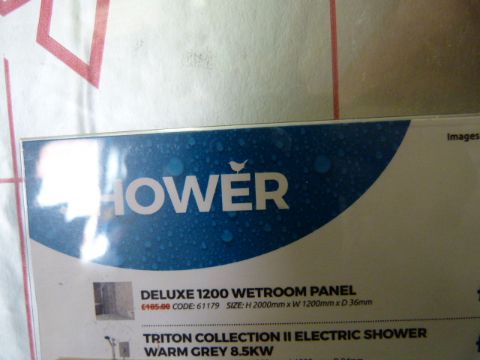 Images
SHOWER
DELUXE 1200 WETROOM PANEL
£185.00 CODE: 61179 SIZE: H 2000mm x W 1200mm x D 36mm
TRITON COLLECTION II ELECTRIC SHOWER
WARM GREY 8.5KW